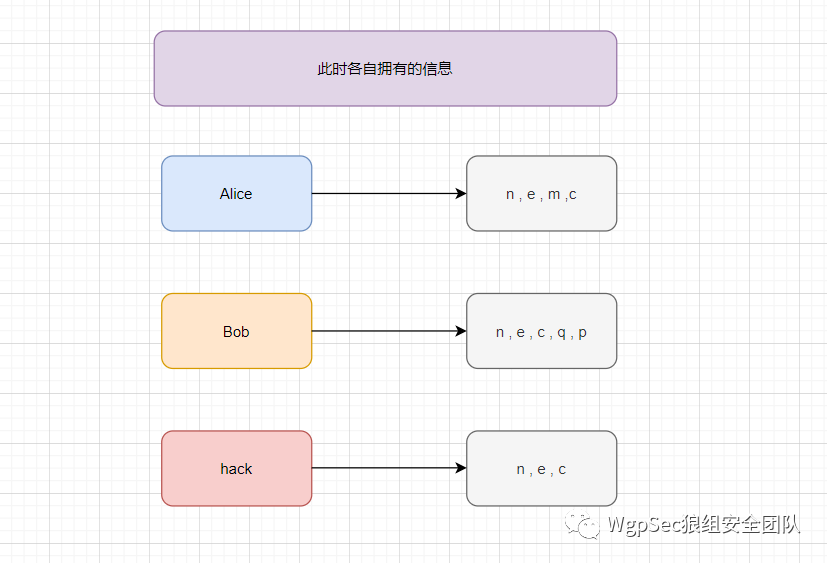 此时各自拥有的信息
Alice
n , e , m ,c
Bob
n , e , c , q , p
hack
n , e , c
WgpSec狼组安全团队